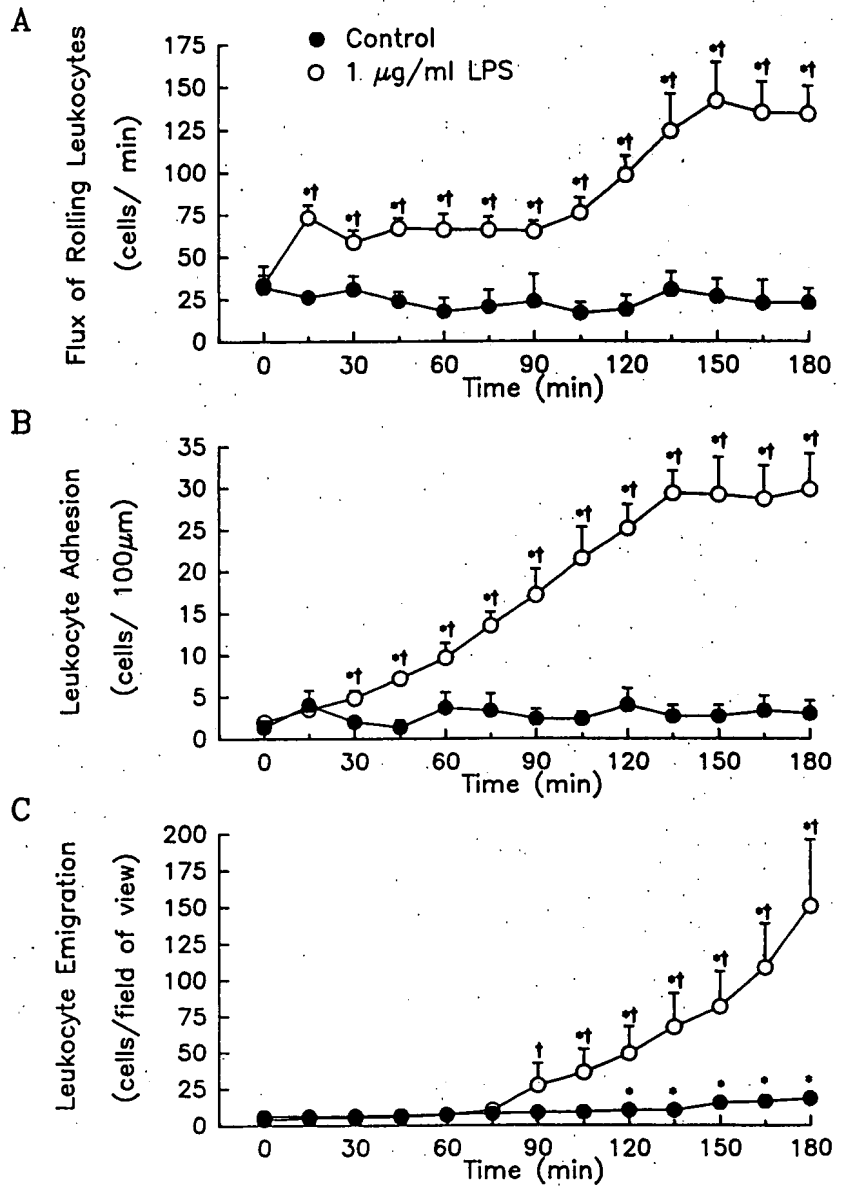 A
Flux of Rolling Leukocytes
(cells/ min)
● Control
○ 1 µg/ml LPS
175
150
125
100
75
50
25
0
*† *† *† *† *† *† *† *† *† *† *† *†
0 30 60 90 120 150 180
Time (min)
B
Leukocyte Adhesion
(cells/ 100µm)
35
30
25
20
15
10
5
0
*† *† *† *† *† *† *† *† *† *† *†
0 30 60 90 120 150 180
Time (min)
C
Leukocyte Emigration
(cells/field of view)
200
175
150
125
100
75
50
25
0
† *† *† *† *† *† *†
* * * * *
0 30 60 90 120 150 180
Time (min)